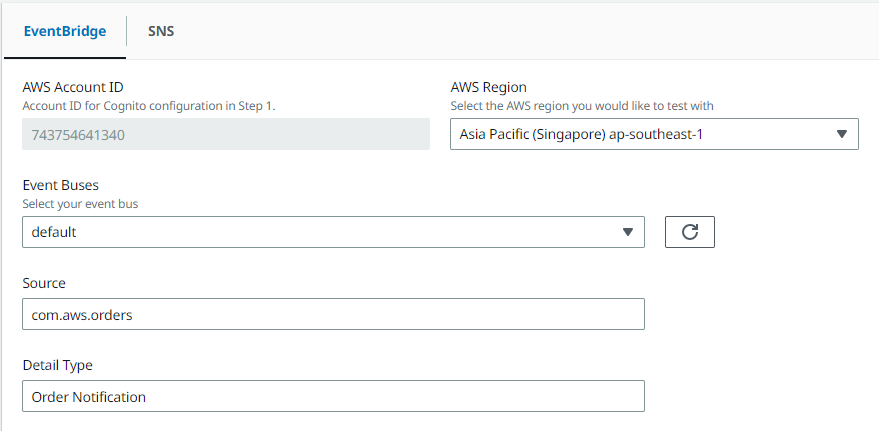 EventBridge SNS
AWS Account ID
Account ID for Cognito configuration in Step 1.
743754641340
AWS Region
Select the AWS region you would like to test with
Asia Pacific (Singapore) ap-southeast-1
Event Buses
Select your event bus
default
Source
com.aws.orders
Detail Type
Order Notification